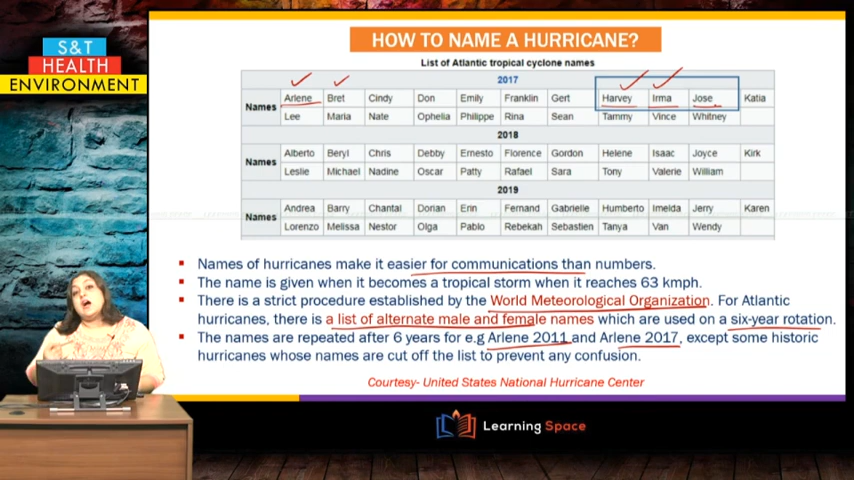 S&T
HEALTH
ENVIRONMENT
HOW TO NAME A HURRICANE?
List of Atlantic tropical cyclone names
2017
Names Arlene Bret Cindy Don Emily Franklin Gert Harvey Irma Jose Katia
Lee Maria Nate Ophelia Philippe Rina Sean Tammy Vince Whitney
2018
Names Alberto Beryl Chris Debby Ernesto Florence Gordon Helene Isaac Joyce Kirk
Leslie Michael Nadine Oscar Patty Rafael Sara Tony Valerie William
2019
Names Andrea Barry Chantal Dorian Erin Fernand Gabrielle Humberto Imelda Jerry Karen
Lorenzo Melissa Nestor Olga Pablo Rebekah Sebastien Tanya Van Wendy
▪ Names of hurricanes make it easier for communications than numbers.
▪ The name is given when it becomes a tropical storm when it reaches 63 kmph.
▪ There is a strict procedure established by the World Meteorological Organization. For Atlantic
hurricanes, there is a list of alternate male and female names which are used on a six-year rotation.
▪ The names are repeated after 6 years for e.g Arlene 2011 and Arlene 2017, except some historic
hurricanes whose names are cut off the list to prevent any confusion.
Courtesy- United States National Hurricane Center
Learning Space